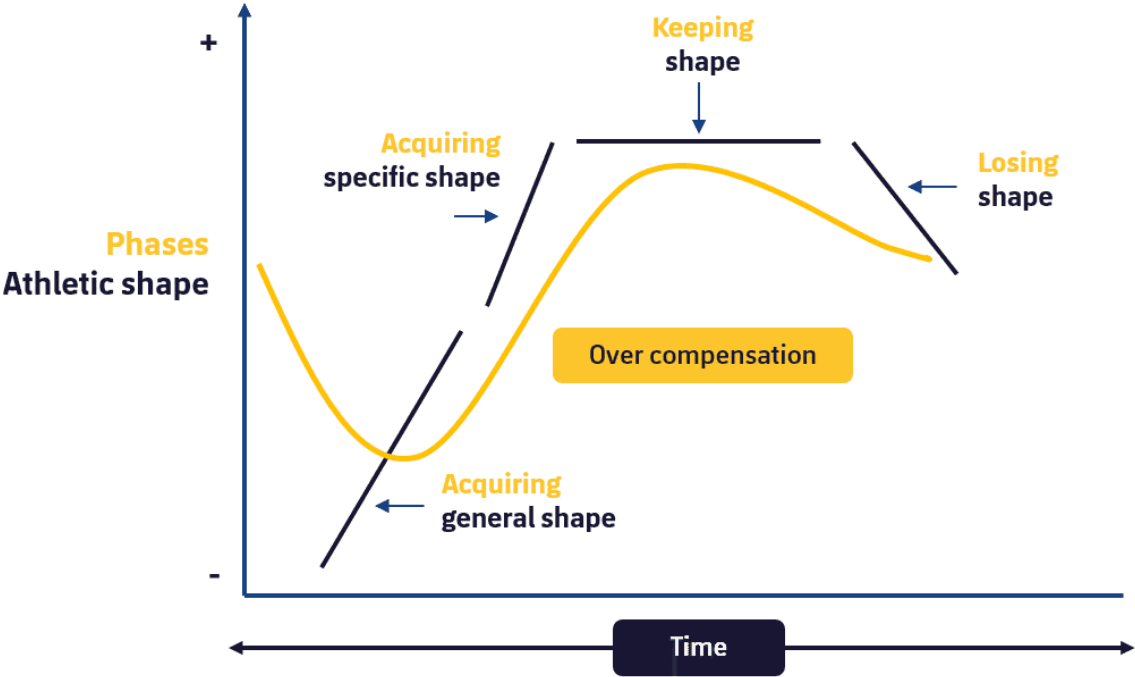 +
Keeping
shape
Acquiring
specific shape
Losing
shape
Phases
Athletic shape
Over compensation
Acquiring
general shape
-
Time